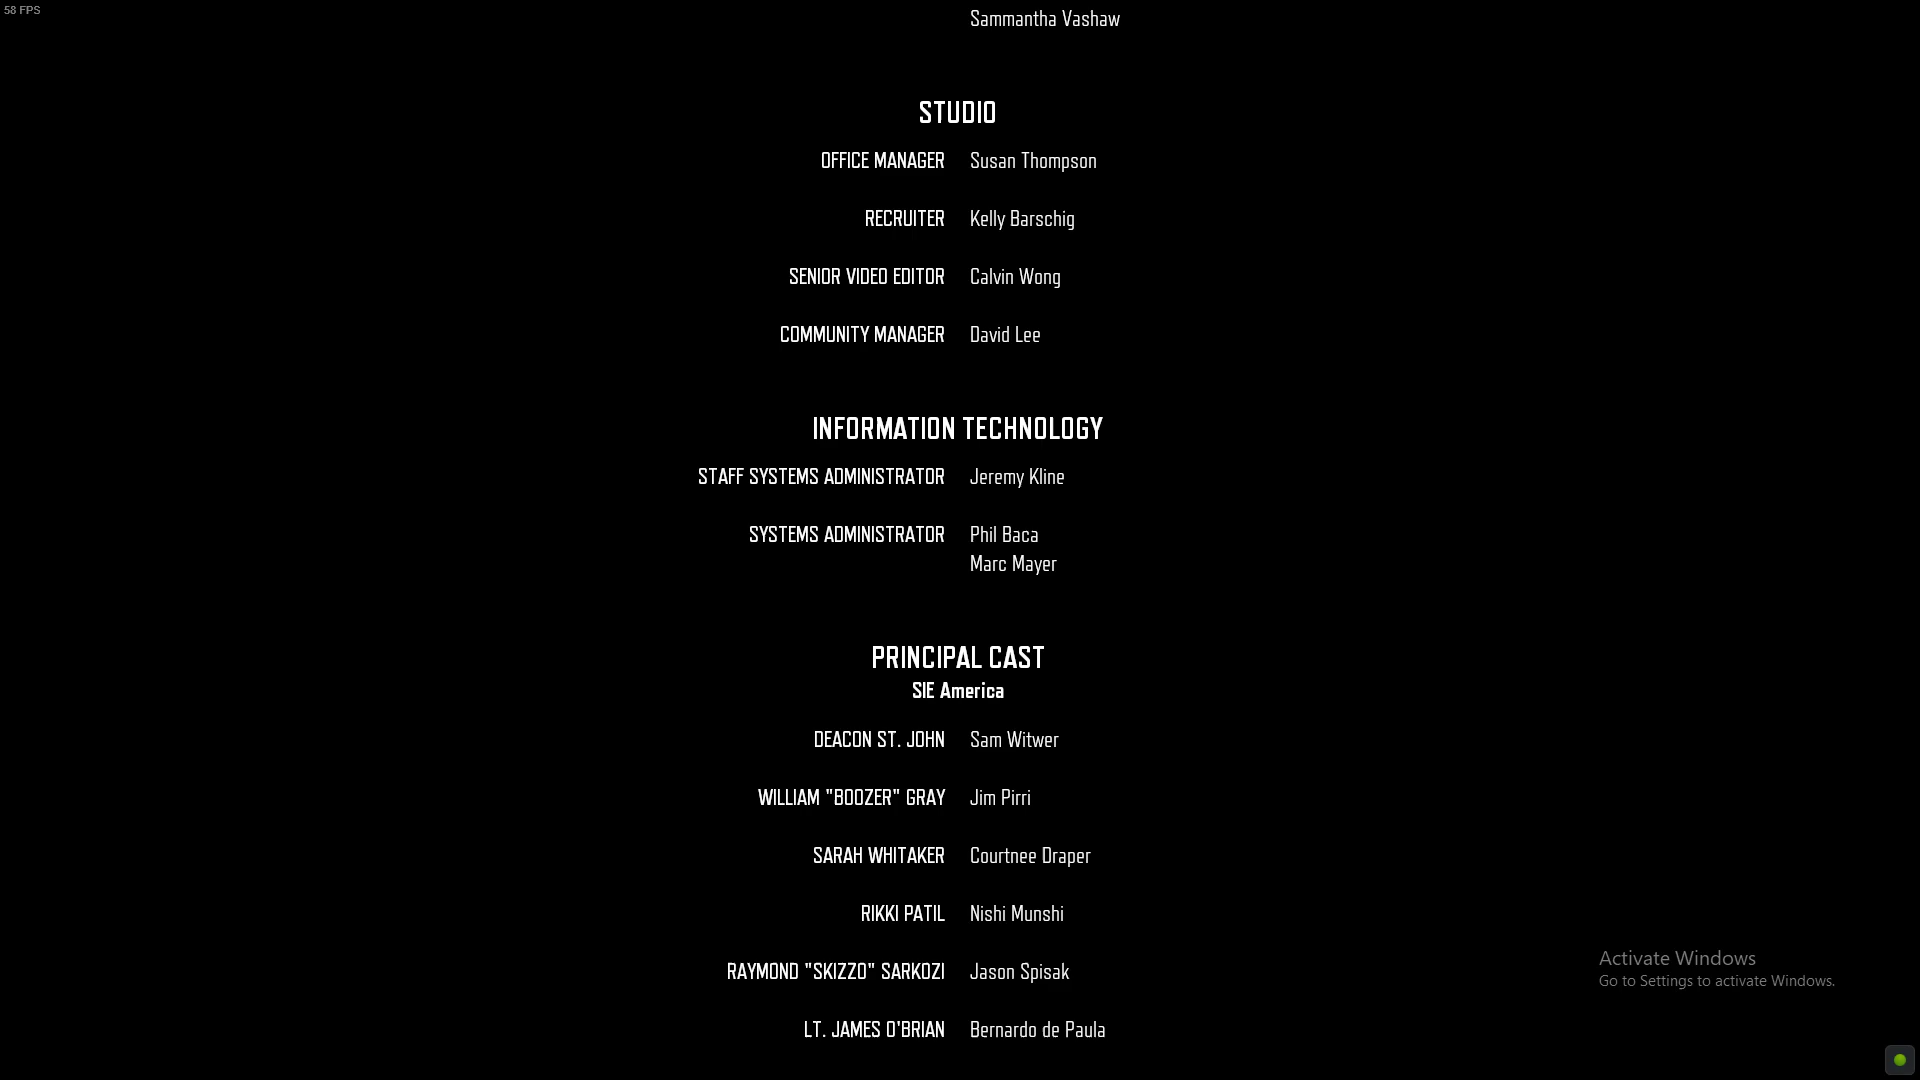 58 FPS
Sammantha Vashaw
STUDIO
OFFICE MANAGER Susan Thompson
RECRUITER Kelly Barschig
SENIOR VIDEO EDITOR Calvin Wong
COMMUNITY MANAGER David Lee
INFORMATION TECHNOLOGY
STAFF SYSTEMS ADMINISTRATOR Jeremy Kline
SYSTEMS ADMINISTRATOR Phil Baca
Marc Mayer
PRINCIPAL CAST
SIE America
DEACON ST. JOHN Sam Witwer
WILLIAM "BOOZER" GRAY Jim Pirri
SARAH WHITAKER Courtnee Draper
RIKKI PATIL Nishi Munshi
RAYMOND "SKIZZO" SARKOZI Jason Spisak
LT. JAMES O'BRIAN Bernardo de Paula
Activate Windows
Go to Settings to activate Windows.